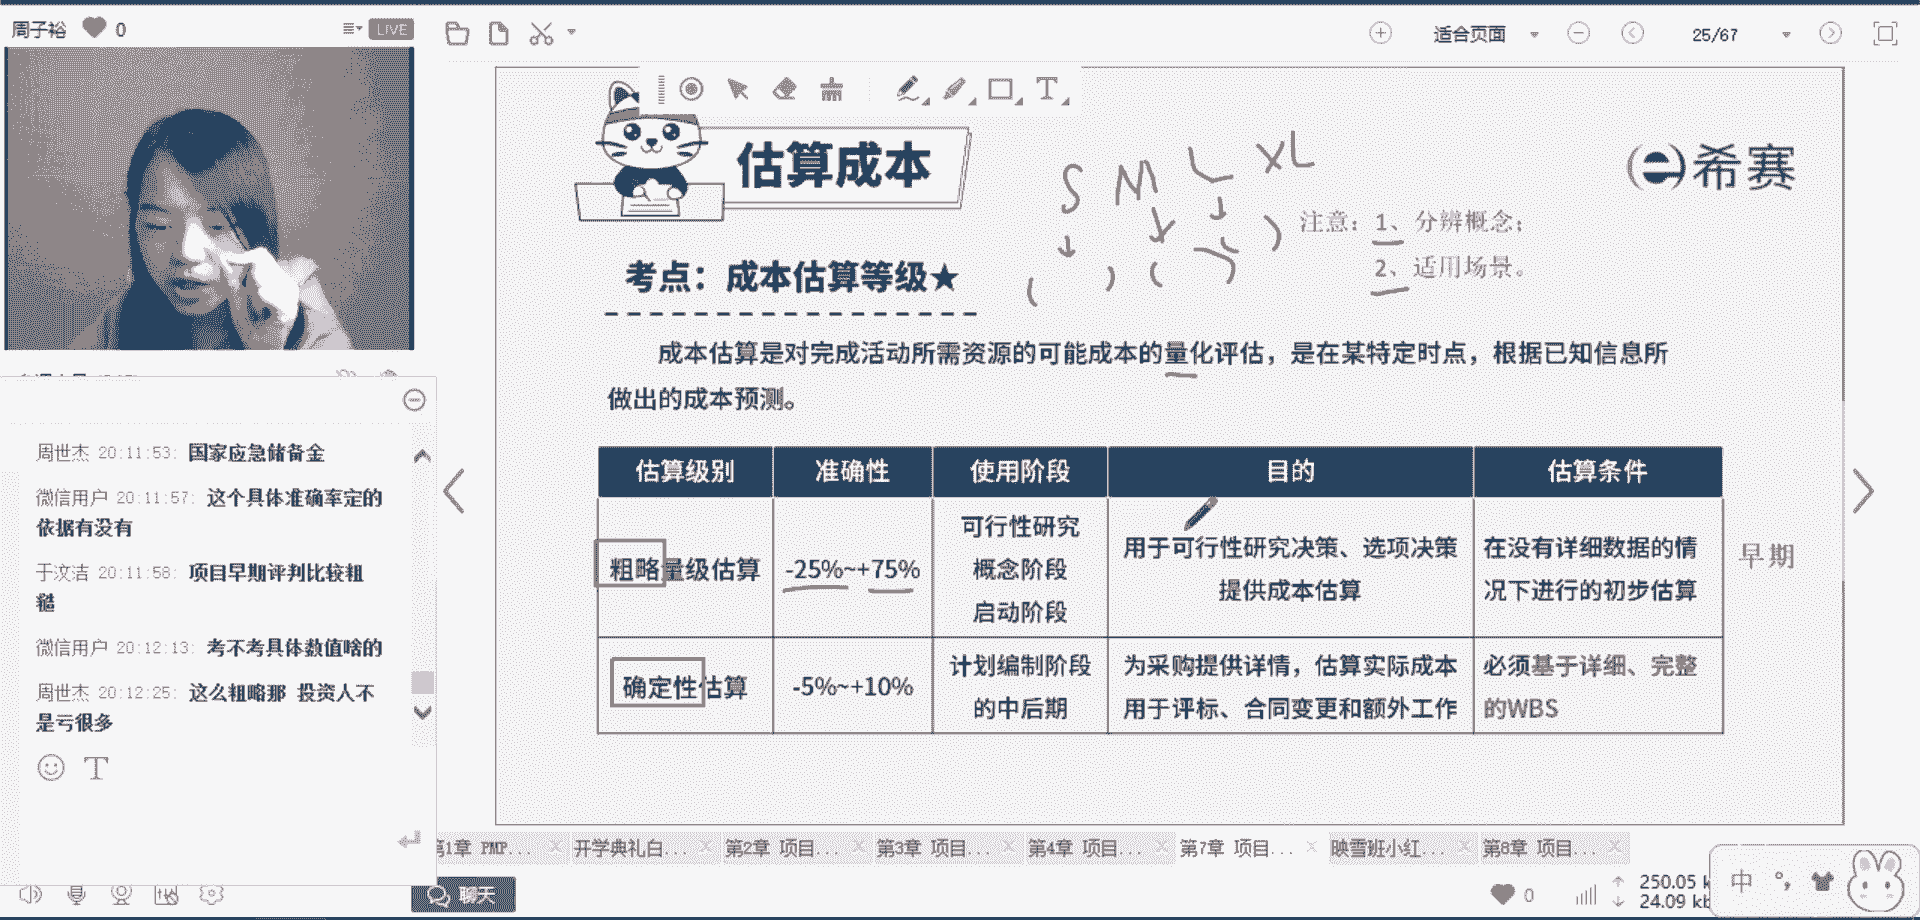 周子裕 0
LIVE
适合页面
25/67
估算成本
S M L XL
希赛
注意：1、分辨概念；
2、适用场景。
考点：成本估算等级★
成本估算是对完成活动所需资源的可能成本的量化评估，是在某特定时点，根据已知信息所
做出的成本预测。
估算级别 准确性 使用阶段 目的 估算条件
粗略量级估算 -25%~+75%
可行性研究
概念阶段
启动阶段
用于可行性研究决策、选项决策
提供成本估算
在没有详细数据的情
况下进行的初步估算
早期
确定性估算 -5%~+10%
计划编制阶段
的中后期
为采购提供详情，估算实际成本
用于评标、合同变更和额外工作
必须基于详细、完整
的WBS
周世杰 20:11:53: 国家应急储备金
微信用户 20:11:57: 这个具体准确率定的
依据有没有
于汶洁 20:11:58: 项目早期评判比较粗
糙
微信用户 20:12:13: 考不考具体数值啥的
周世杰 20:12:25: 这么粗略那 投资人不
是亏很多
T
第1章 PMP... 开学典礼白... 第2章 项目... 第3章 项目... 第4章 项目... 第7章 项目... 映雪班小红... 第8章 项目...
聊天
0
250.05 k
24.09 kb
中